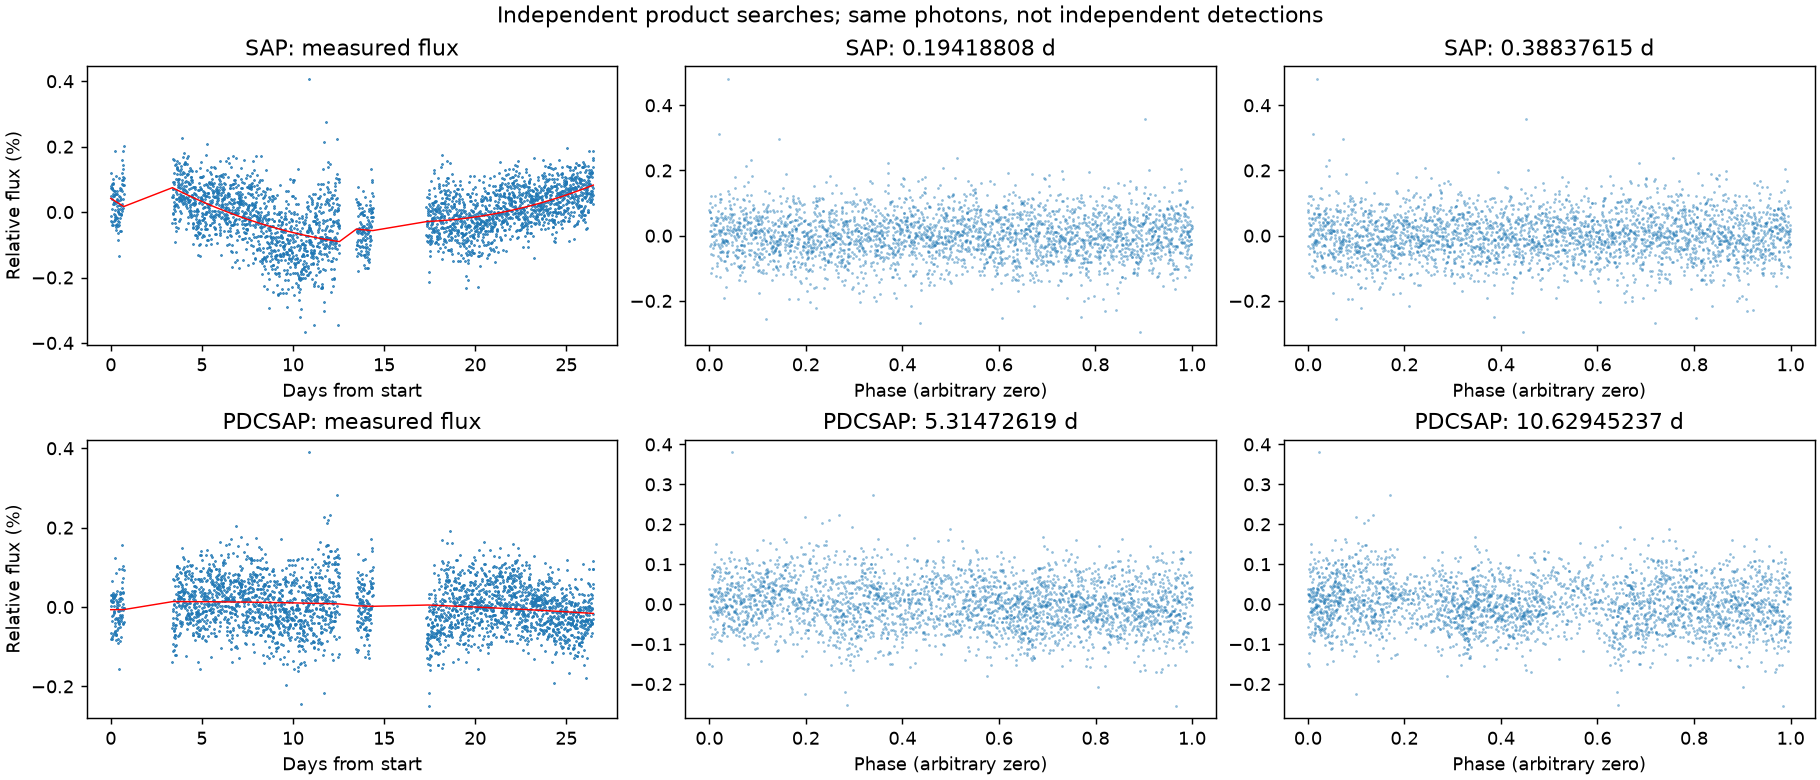 Independent product searches; same photons, not independent detections
SAP: measured flux
SAP: 0.19418808 d
SAP: 0.38837615 d
Relative flux (%)
0.4
0.2
0.0
−0.2
−0.4
0 5 10 15 20 25
Days from start
0.4
0.2
0.0
−0.2
0.0 0.2 0.4 0.6 0.8 1.0
Phase (arbitrary zero)
0.4
0.2
0.0
−0.2
0.0 0.2 0.4 0.6 0.8 1.0
Phase (arbitrary zero)
PDCSAP: measured flux
PDCSAP: 5.31472619 d
PDCSAP: 10.62945237 d
Relative flux (%)
0.4
0.2
0.0
−0.2
0 5 10 15 20 25
Days from start
0.4
0.3
0.2
0.1
0.0
−0.1
−0.2
0.0 0.2 0.4 0.6 0.8 1.0
Phase (arbitrary zero)
0.4
0.3
0.2
0.1
0.0
−0.1
−0.2
0.0 0.2 0.4 0.6 0.8 1.0
Phase (arbitrary zero)